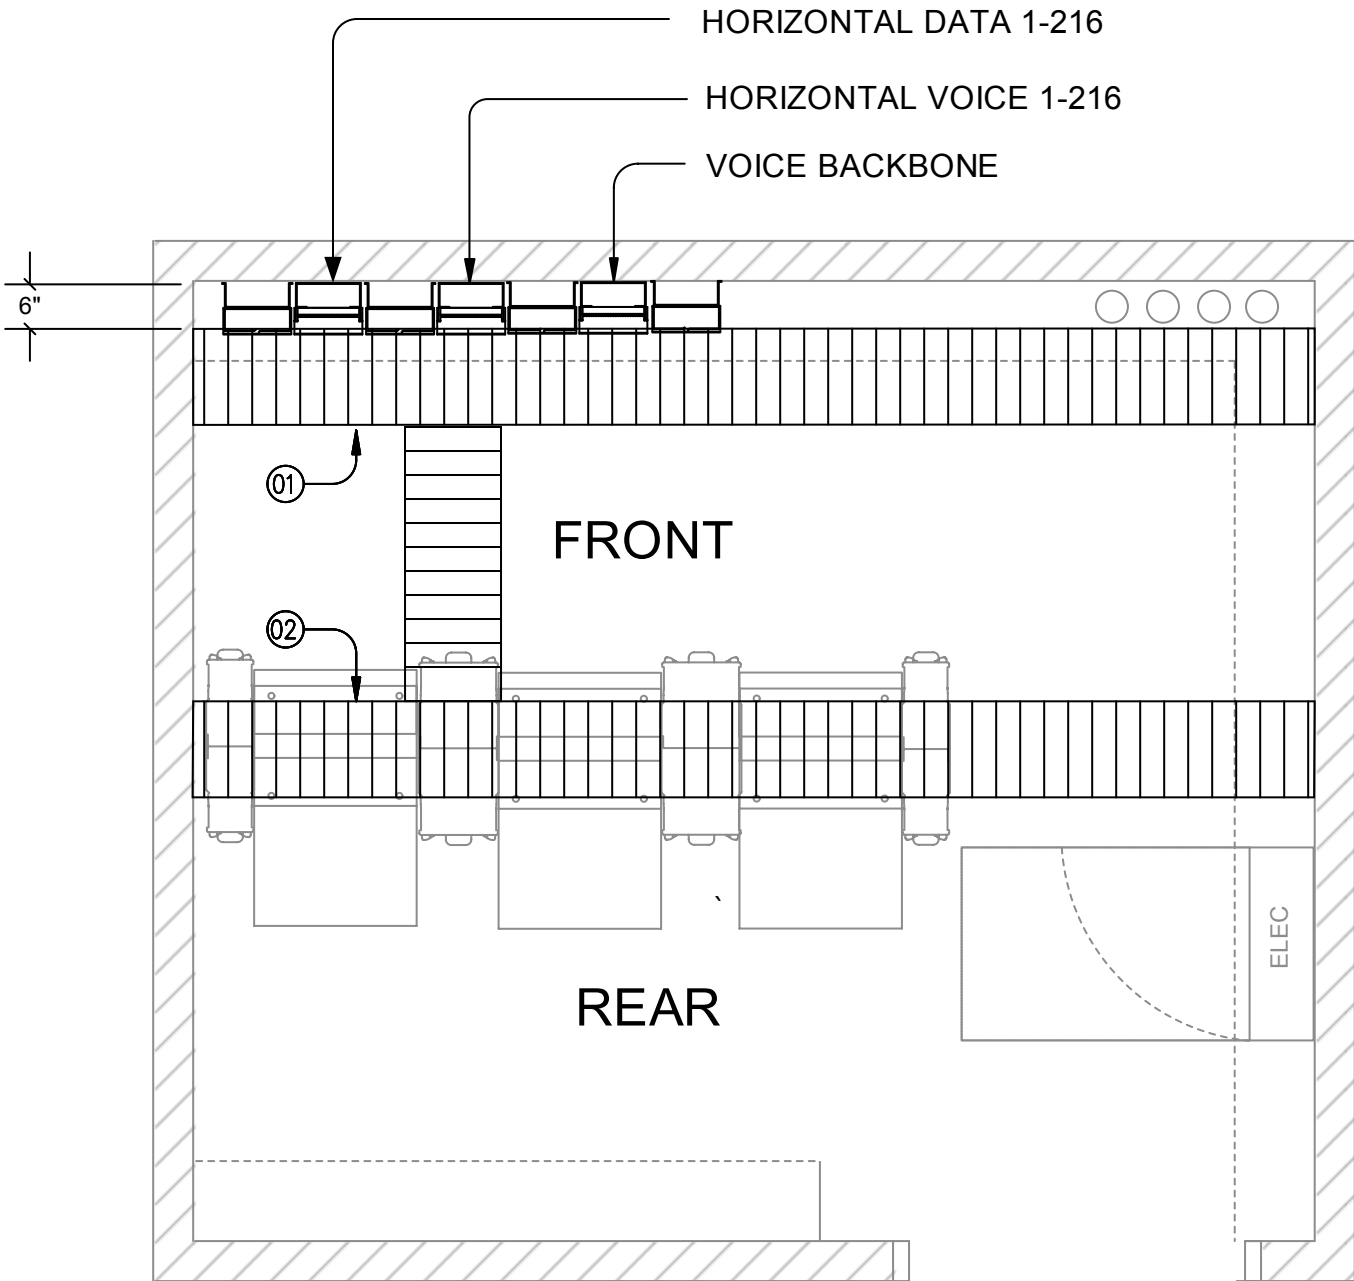 HORIZONTAL DATA 1-216
HORIZONTAL VOICE 1-216
VOICE BACKBONE
6"
01
FRONT
02
ELEC
REAR